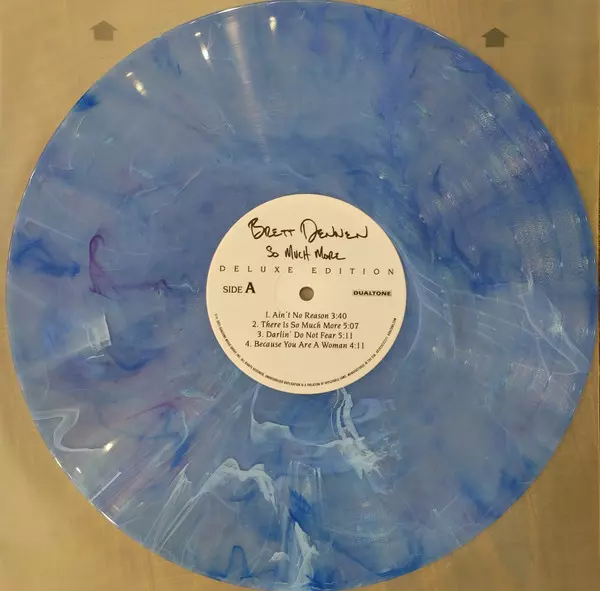 BRETT DENNEN
SO MUCH MORE
DELUXE EDITION
SIDE A
DUALTONE
1. Ain't No Reason 3:40
2. There Is So Much More 5:07
3. Darlin' Do Not Fear 5:11
4. Because You Are A Woman 4:11